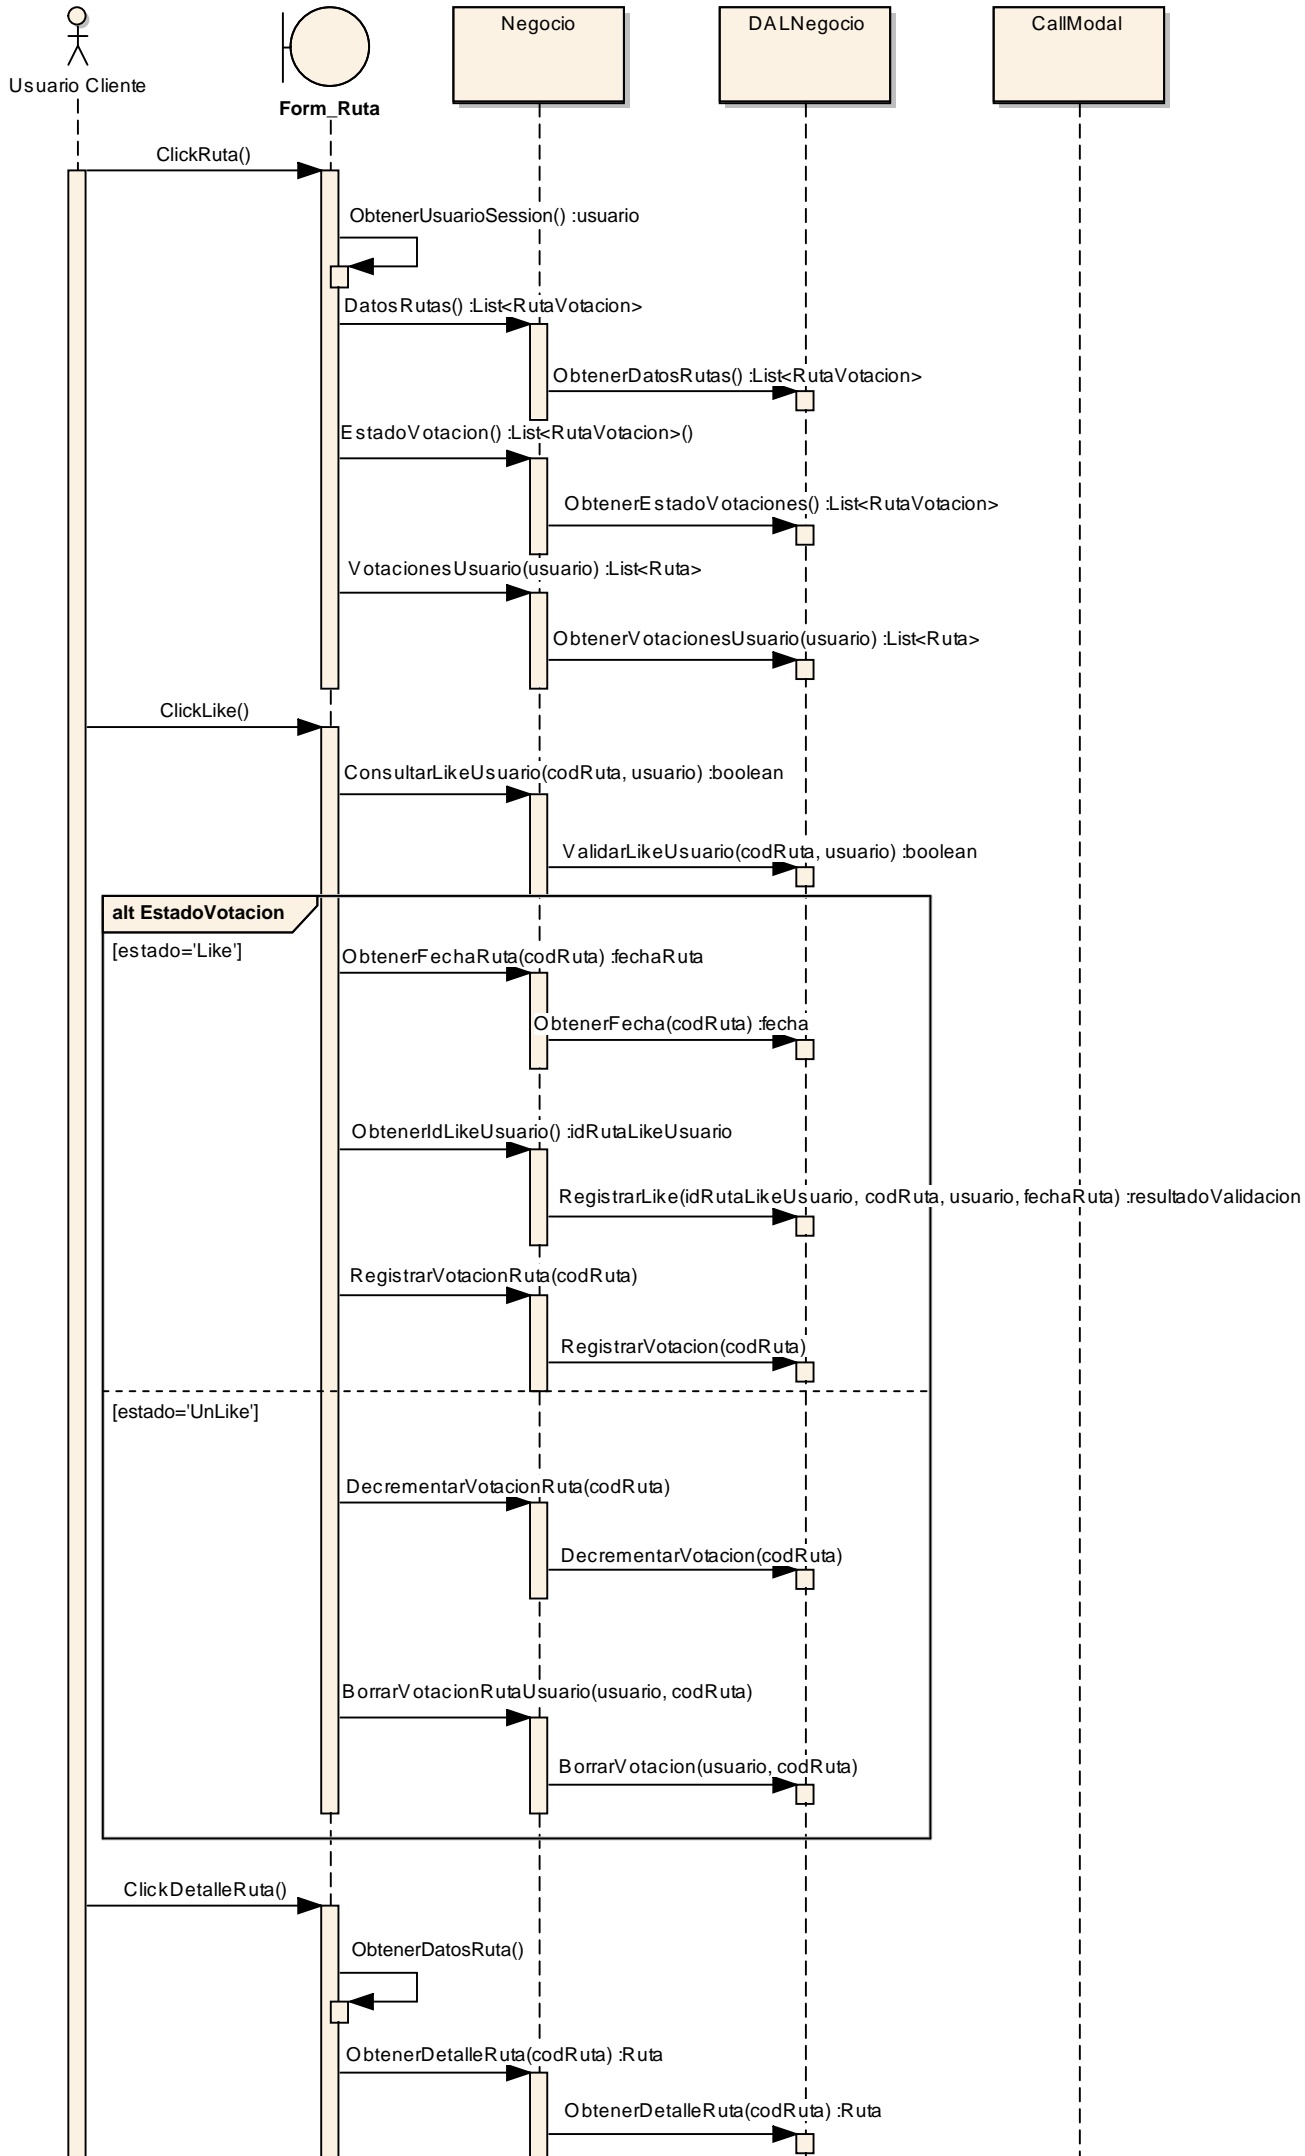 Usuario Cliente
Form_Ruta
Negocio
DALNegocio
CallModal
ClickRuta()
ObtenerUsuarioSession() :usuario
DatosRutas() :List<RutaVotacion>
ObtenerDatosRutas() :List<RutaVotacion>
EstadoVotacion() :List<RutaVotacion>()
ObtenerEstadoVotaciones() :List<RutaVotacion>
VotacionesUsuario(usuario) :List<Ruta>
ObtenerVotacionesUsuario(usuario) :List<Ruta>
ClickLike()
ConsultarLikeUsuario(codRuta, usuario) :boolean
ValidarLikeUsuario(codRuta, usuario) :boolean
alt EstadoVotacion
[estado='Like']
ObtenerFechaRuta(codRuta) :fechaRuta
ObtenerFecha(codRuta) :fecha
ObtenerIdLikeUsuario() :idRutaLikeUsuario
RegistrarLike(idRutaLikeUsuario, codRuta, usuario, fechaRuta) :resultadoValidacion
RegistrarVotacionRuta(codRuta)
RegistrarVotacion(codRuta)
[estado='UnLike']
DecrementarVotacionRuta(codRuta)
DecrementarVotacion(codRuta)
BorrarVotacionRutaUsuario(usuario, codRuta)
BorrarVotacion(usuario, codRuta)
ClickDetalleRuta()
ObtenerDatosRuta()
ObtenerDetalleRuta(codRuta) :Ruta
ObtenerDetalleRuta(codRuta) :Ruta